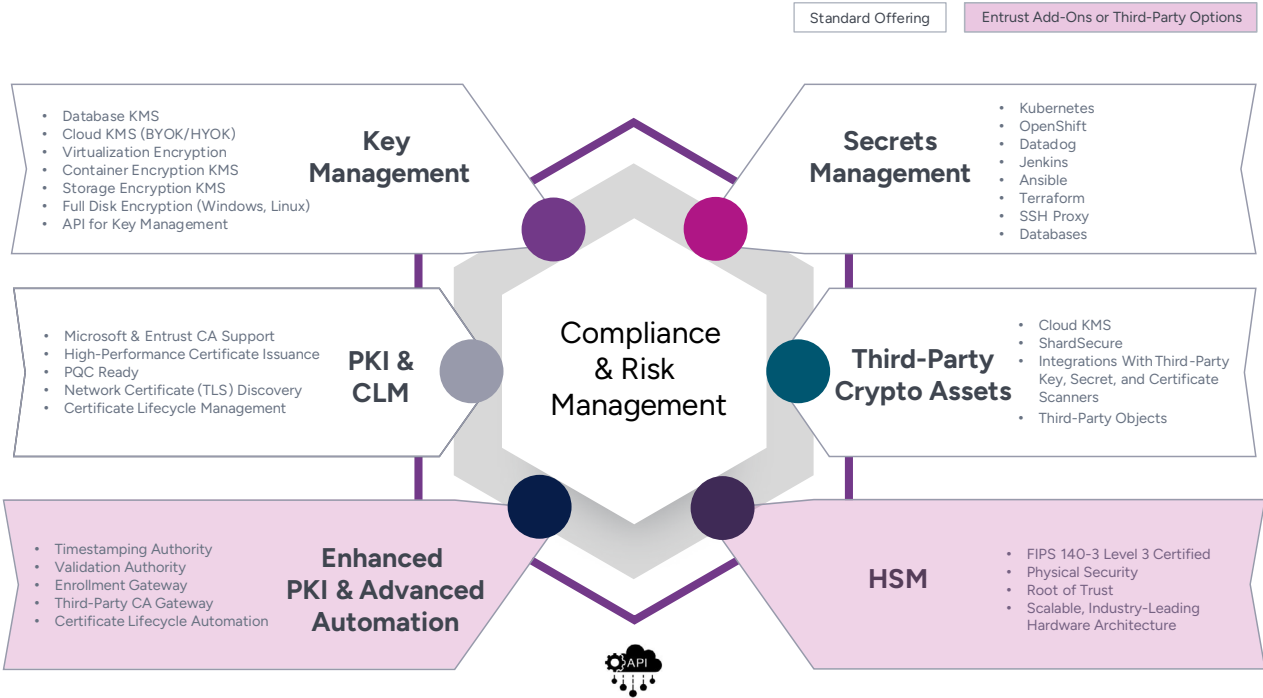 Standard Offering
Entrust Add-Ons or Third-Party Options
• Database KMS
• Cloud KMS (BYOK/HYOK)
• Virtualization Encryption
• Container Encryption KMS
• Storage Encryption KMS
• Full Disk Encryption (Windows, Linux)
• API for Key Management
Key
Management
Secrets
Management
• Kubernetes
• OpenShift
• Datadog
• Jenkins
• Ansible
• Terraform
• SSH Proxy
• Databases
• Microsoft & Entrust CA Support
• High-Performance Certificate Issuance
• PQC Ready
• Network Certificate (TLS) Discovery
• Certificate Lifecycle Management
PKI &
CLM
Compliance
& Risk
Management
Third-Party
Crypto Assets
• Cloud KMS
• ShardSecure
• Integrations With Third-Party
Key, Secret, and Certificate
Scanners
• Third-Party Objects
• Timestamping Authority
• Validation Authority
• Enrollment Gateway
• Third-Party CA Gateway
• Certificate Lifecycle Automation
Enhanced
PKI & Advanced
Automation
HSM
• FIPS 140-3 Level 3 Certified
• Physical Security
• Root of Trust
• Scalable, Industry-Leading
Hardware Architecture
API